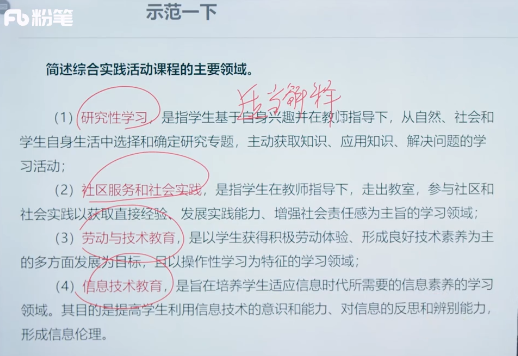 粉笔
示范一下
简述综合实践活动课程的主要领域。
适当解释
（1）研究性学习，是指学生基于自身兴趣并在教师指导下，从自然、社会和
学生自身生活中选择和确定研究专题，主动获取知识、应用知识、解决问题的学
习活动；
（2）社区服务和社会实践，是指学生在教师指导下，走出教室，参与社区和
社会实践以获取直接经验、发展实践能力、增强社会责任感为主旨的学习领域；
（3）劳动与技术教育，是以学生获得积极劳动体验、形成良好技术素养为主
的多方面发展为目标，且以操作性学习为特征的学习领域；
（4）信息技术教育，是旨在培养学生适应信息时代所需要的信息素养的学习
领域。其目的是提高学生利用信息技术的意识和能力、对信息的反思和辨别能力，
形成信息伦理。